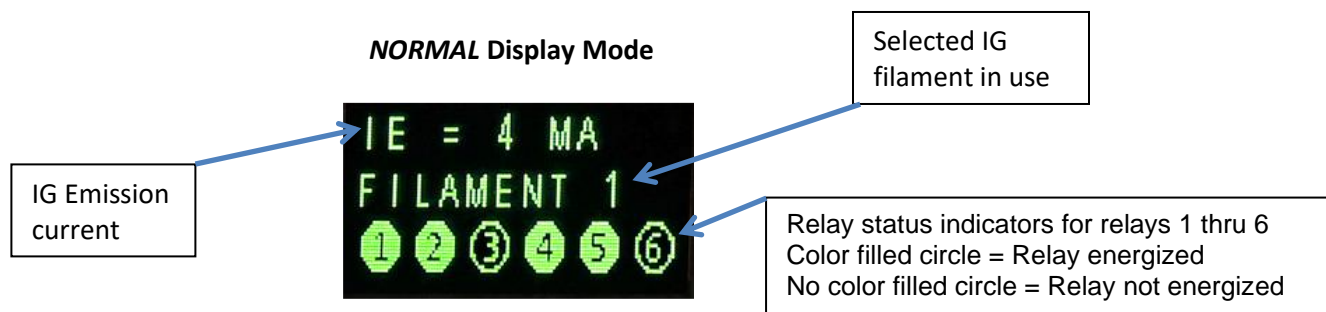 NORMAL Display Mode
Selected IG
filament in use
IE = 4 MA
FILAMENT 1
1 2 3 4 5 6
IG Emission
current
Relay status indicators for relays 1 thru 6
Color filled circle = Relay energized
No color filled circle = Relay not energized